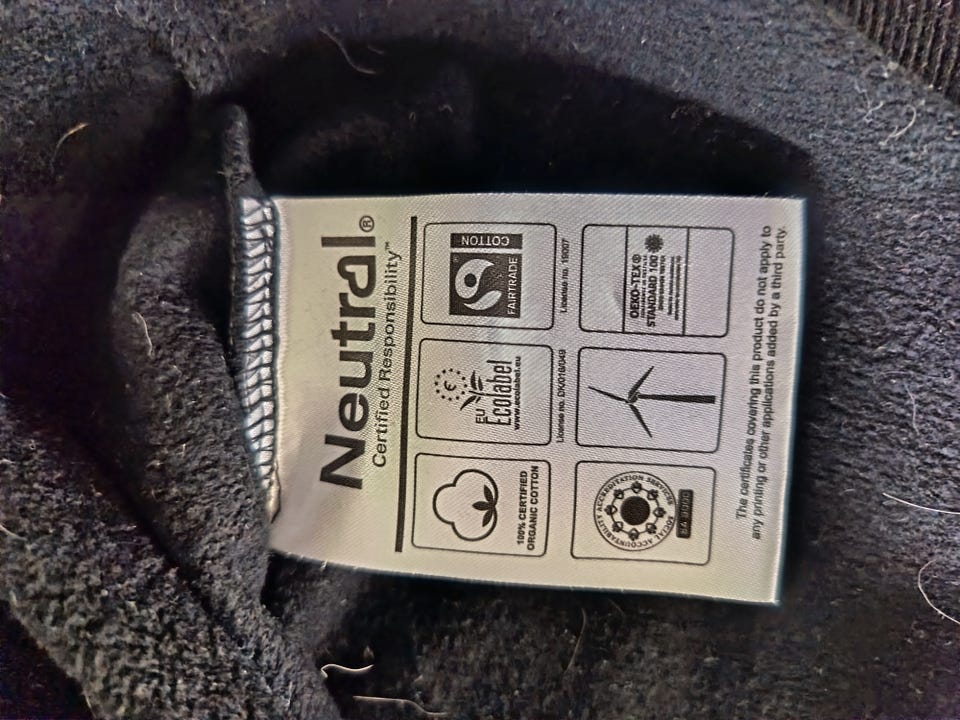 Neutral®
Certified Responsibility™
100% CERTIFIED
ORGANIC COTTON
EU
Ecolabel
www.ecolabel.eu
License no. DK/016/049
COTTON
FAIRTRADE
License no. 19007
SOCIAL ACCOUNTABILITY ACCREDITATION SERVICES
OEKO-TEX®
STANDARD 100
The certificates covering this product do not apply to
any printing or other applications added by a third party.